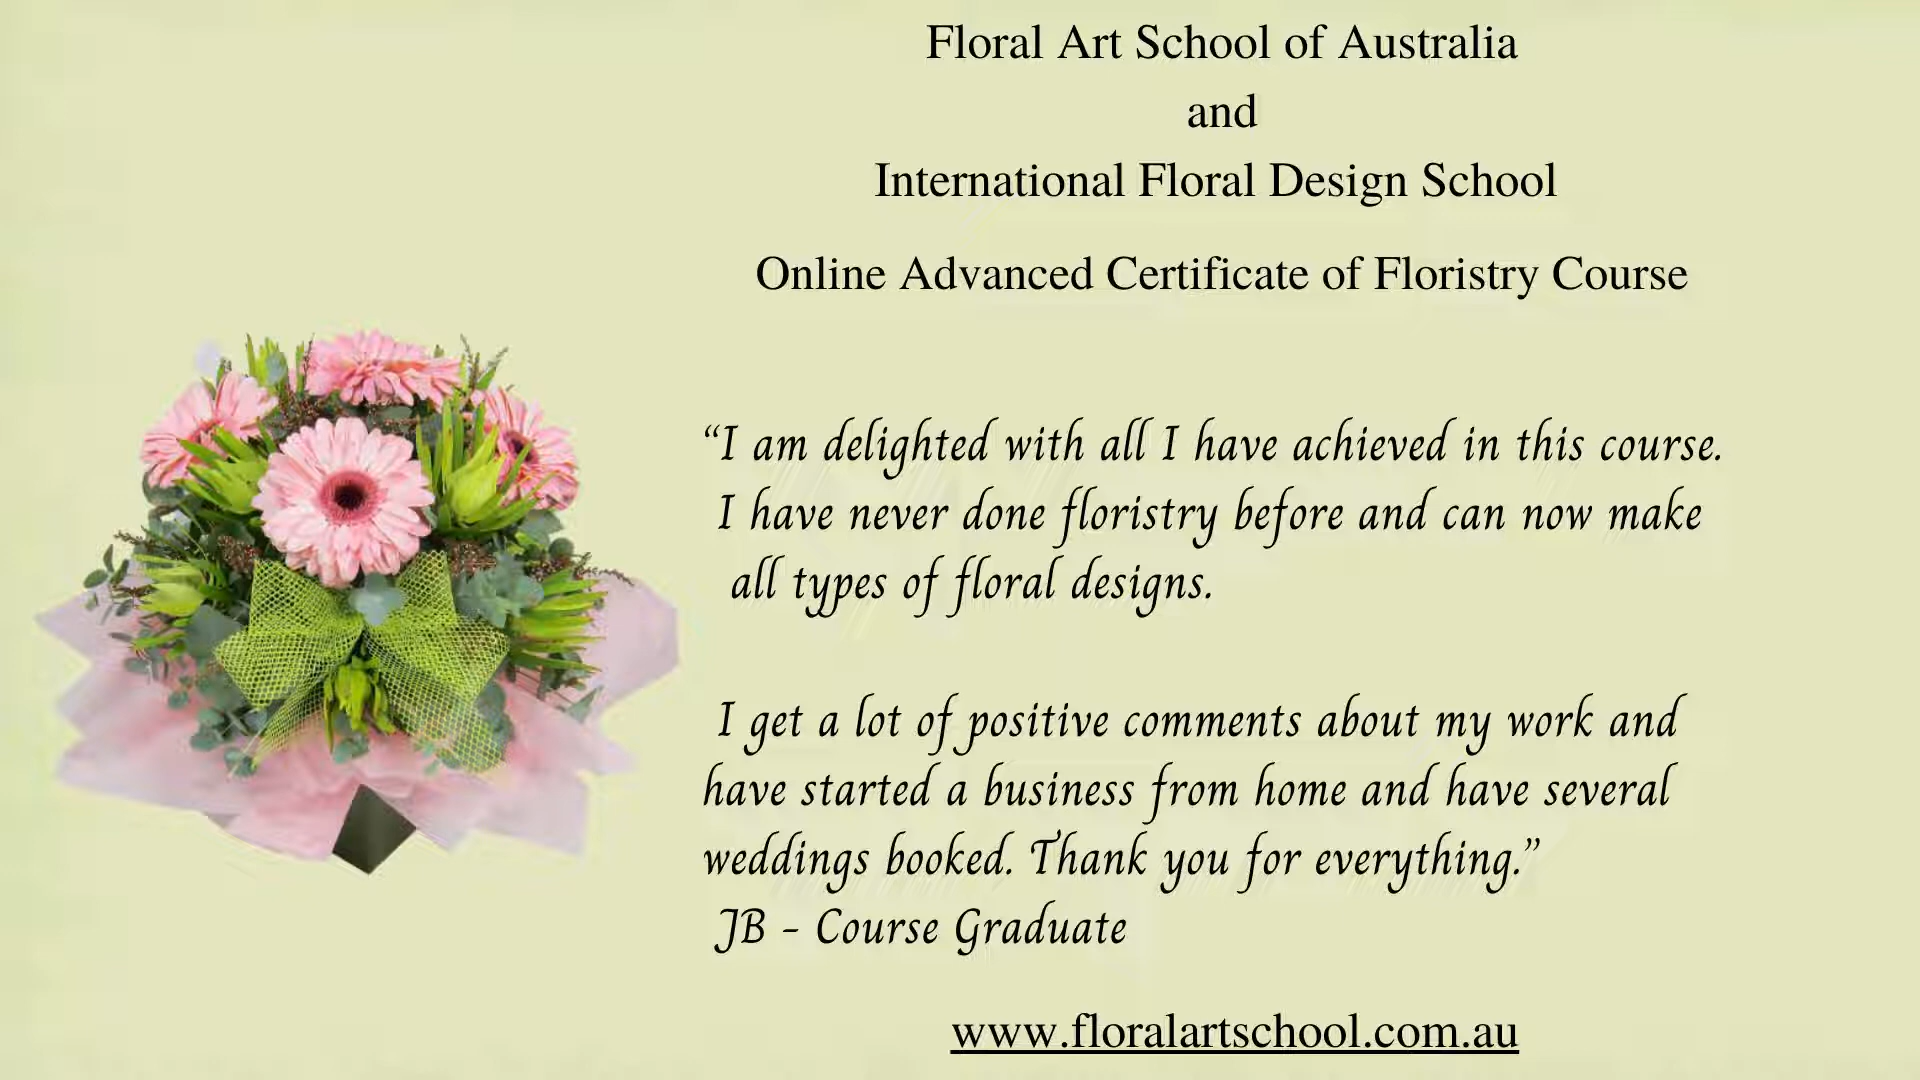 Floral Art School of Australia
and
International Floral Design School
Online Advanced Certificate of Floristry Course
“I am delighted with all I have achieved in this course.
I have never done floristry before and can now make
all types of floral designs.
I get a lot of positive comments about my work and
have started a business from home and have several
weddings booked. Thank you for everything.”
JB - Course Graduate
www.floralartschool.com.au